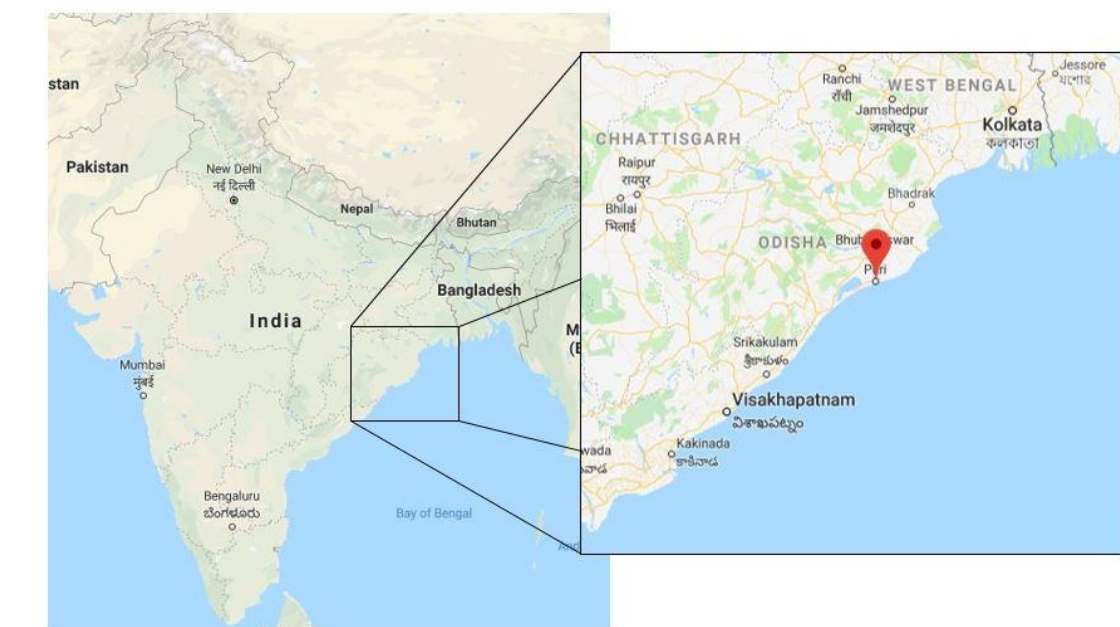 stan
Pakistan
New Delhi
नई दिल्ली
Nepal
Bhutan
Bangladesh
India
Mumbai
मुंबई
Bengaluru
ಬೆಂಗಳೂರು
Bay of Bengal
M
(E
And
Ranchi
राँची
WEST BENGAL
Jessore
যশোর
Jamshedpur
जमशेदपुर
Kolkata
কলকাতা
CHHATTISGARH
Raipur
रायपुर
Bhilai
भिलाई
Bhadrak
ODISHA
Srikakulam
శ్రీకాకుళం
Visakhapatnam
విశాఖపట్నం
Kakinada
కాకినాడ
wada
వాడ